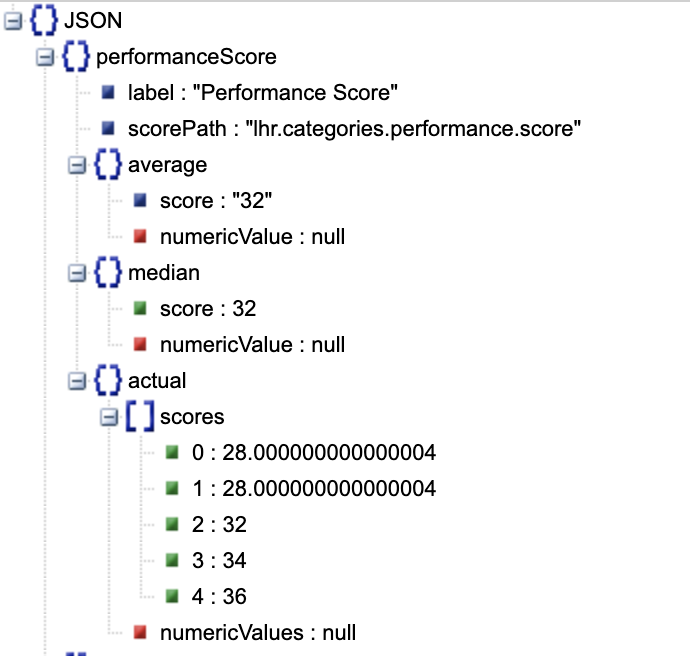 JSON
performanceScore
label : "Performance Score"
scorePath : "lhr.categories.performance.score"
average
score : "32"
numericValue : null
median
score : 32
numericValue : null
actual
scores
0 : 28.000000000000004
1 : 28.000000000000004
2 : 32
3 : 34
4 : 36
numericValues : null